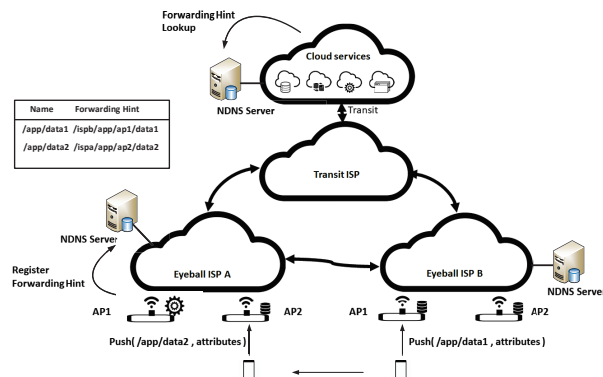 Forwarding Hint
Lookup
Cloud services
NDNS Server
Transit
Name Forwarding Hint
/app/data1 /ispb/app/ap1/data1
/app/data2 /ispa/app/ap2/data2
Transit ISP
NDNS Server
Eyeball ISP A
Eyeball ISP B
NDNS Server
Register
Forwarding Hint
AP1
AP2
AP1
AP2
Push( /app/data2 , attributes )
Push( /app/data1 , attributes )